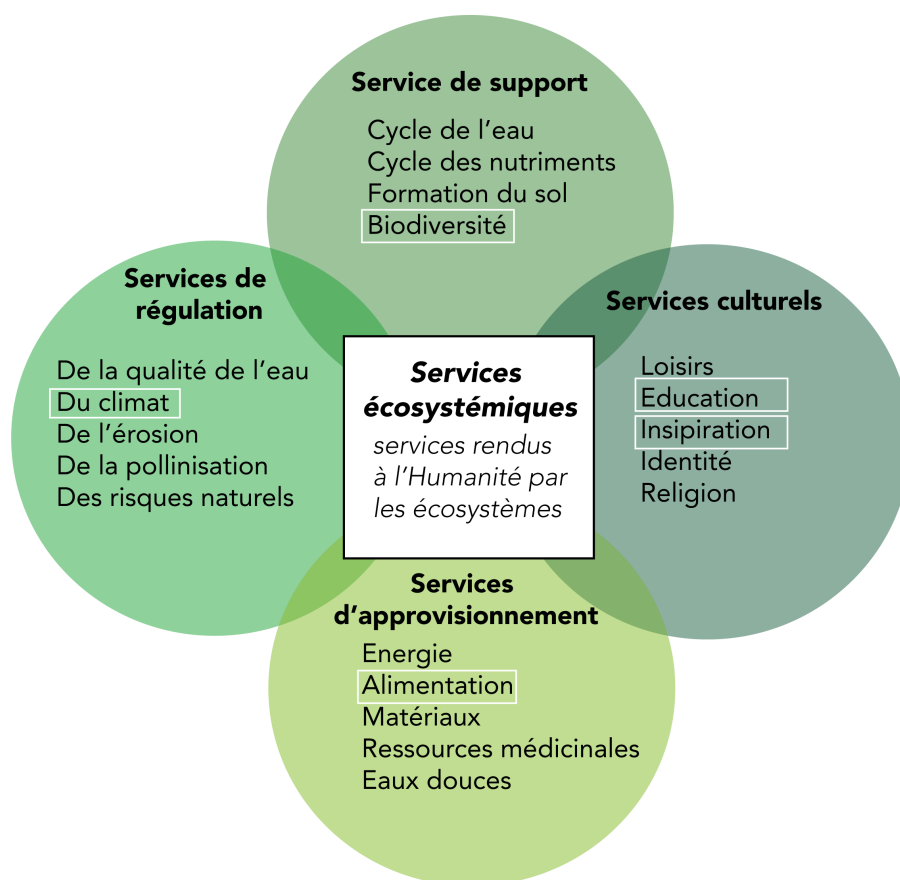 Service de support
Cycle de l'eau
Cycle des nutriments
Formation du sol
Biodiversité
Services de
régulation
De la qualité de l'eau
Du climat
De l'érosion
De la pollinisation
Des risques naturels
Services culturels
Loisirs
Education
Insipiration
Identité
Religion
Services
écosystémiques
services rendus
à l'Humanité par
les écosystèmes
Services
d'approvisionnement
Energie
Alimentation
Matériaux
Ressources médicinales
Eaux douces